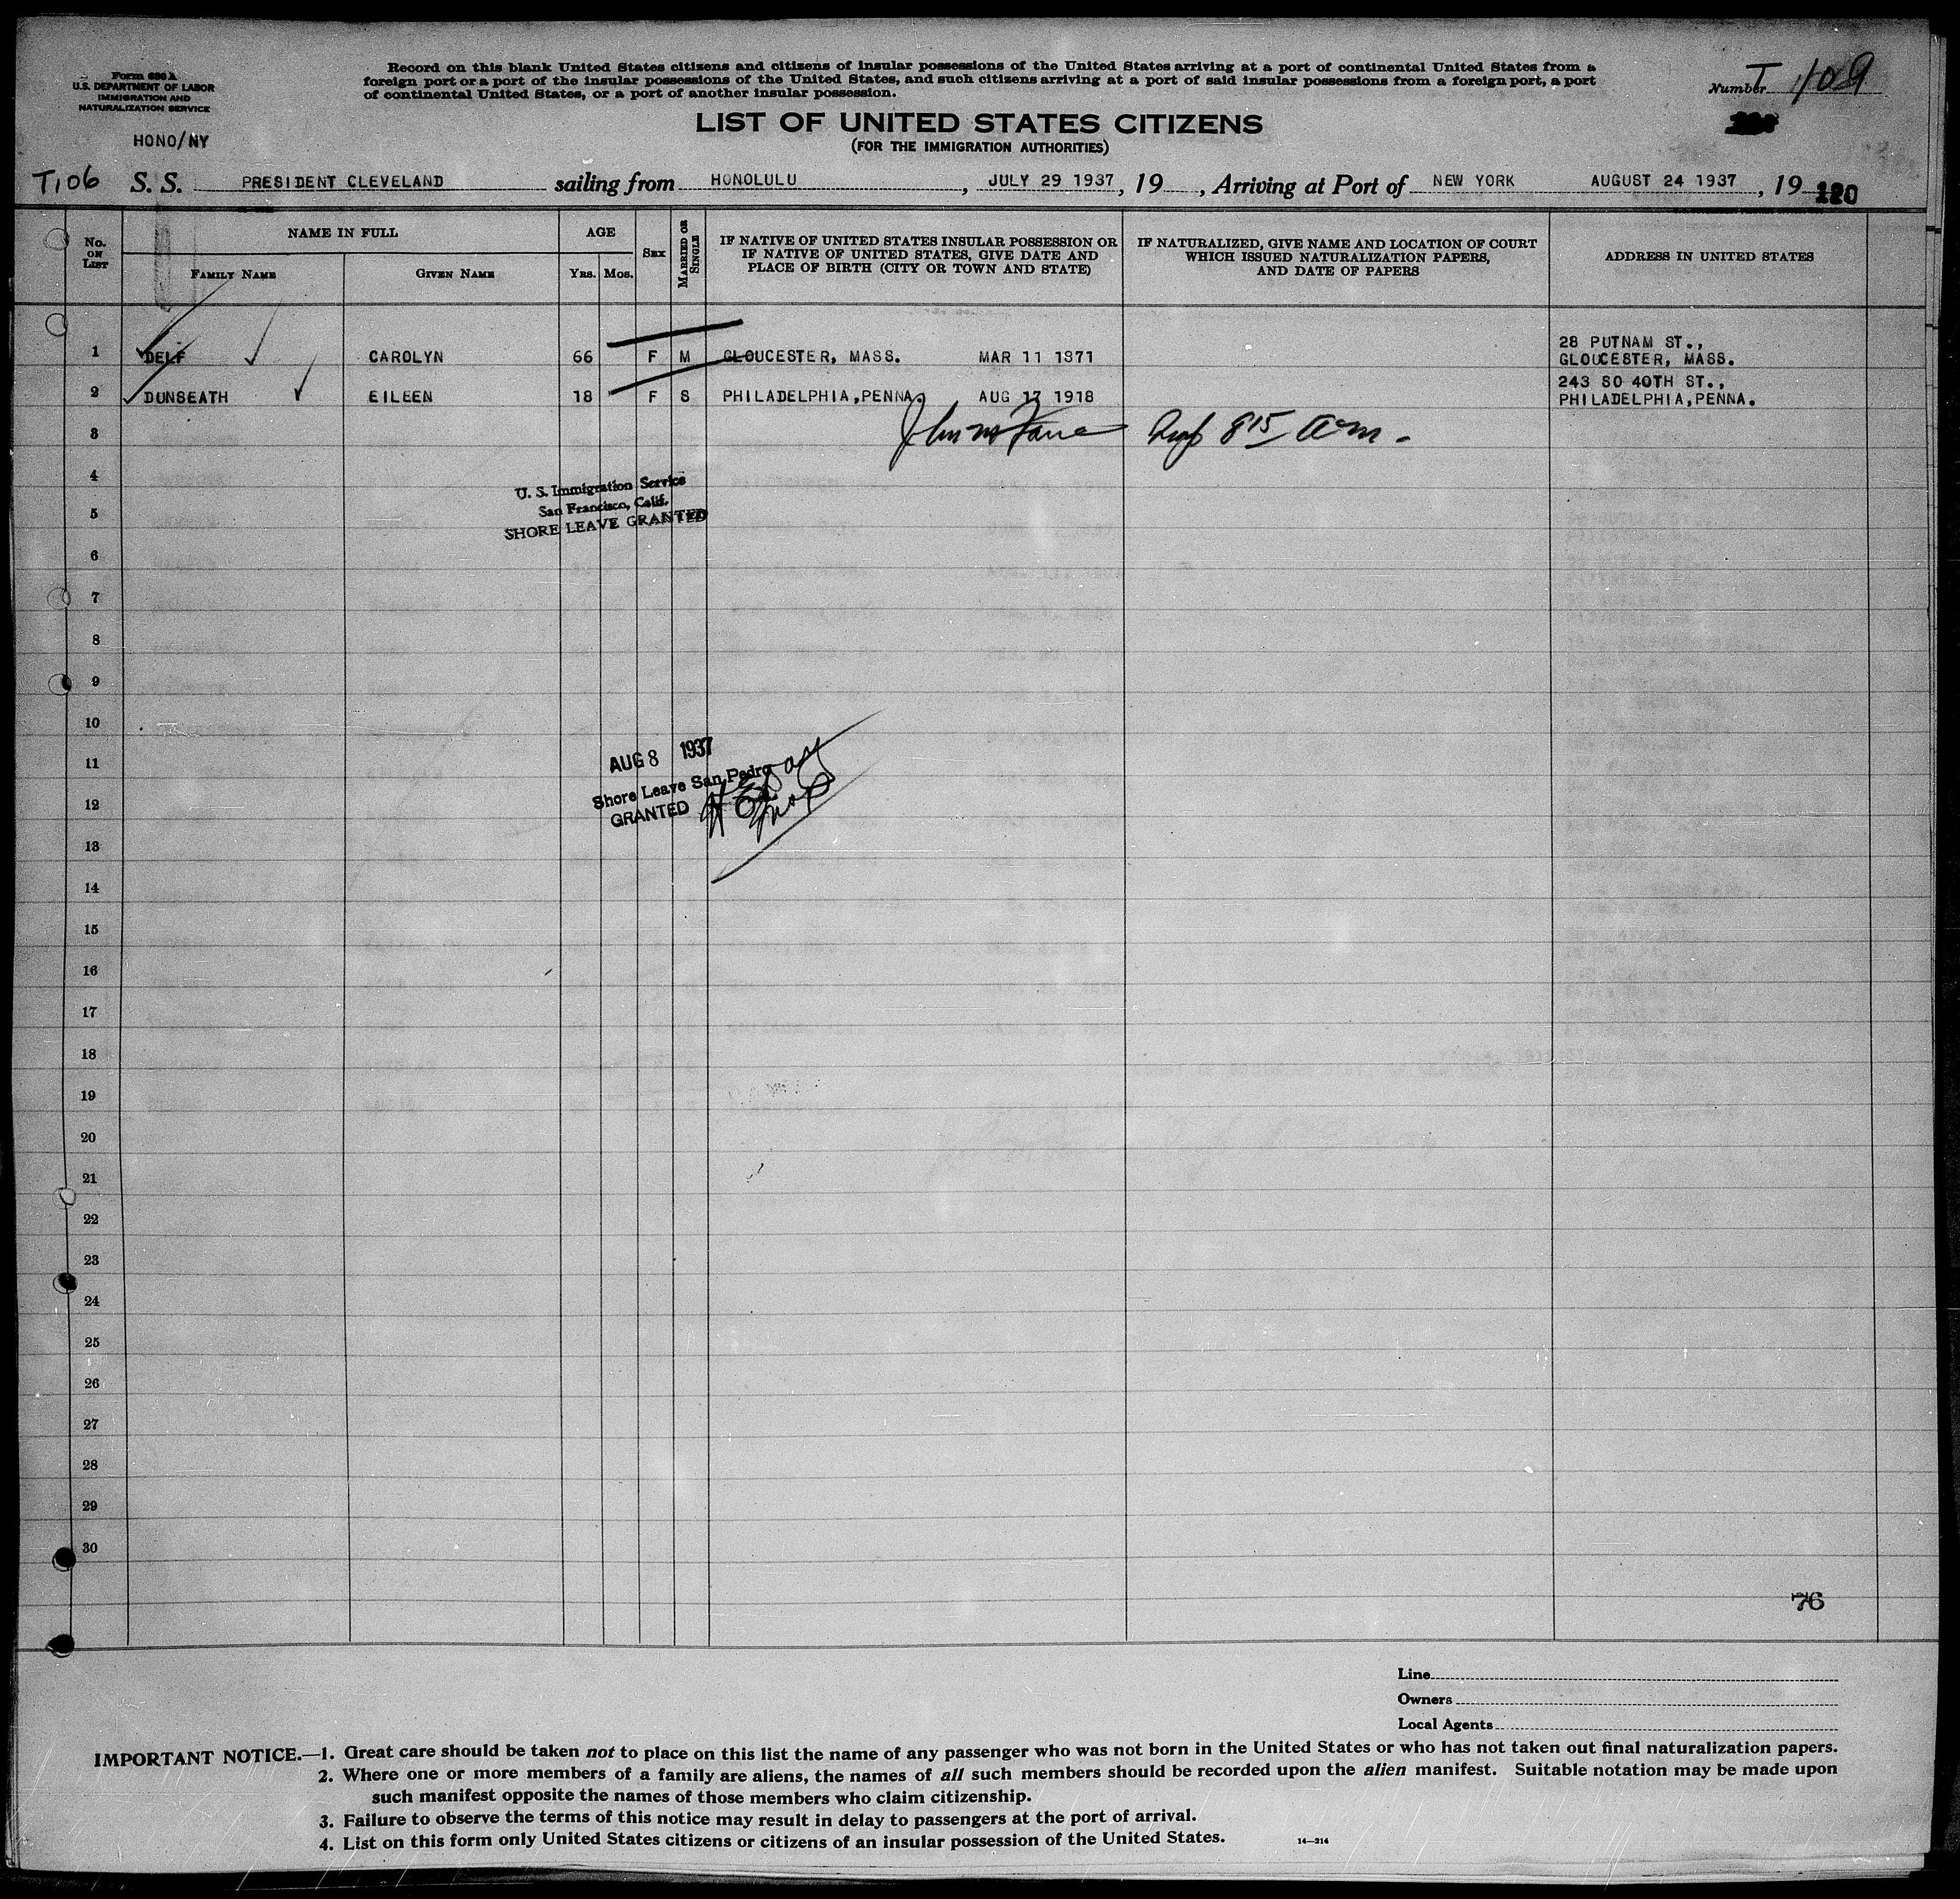 Form 630 A
U.S. DEPARTMENT OF LABOR
IMMIGRATION AND
NATURALIZATION SERVICE
HONO/NY
Record on this blank United States citizens and citizens of insular possessions of the United States arriving at a port of continental United States from a
foreign port or a port of the insular possessions of the United States, and such citizens arriving at a port of said insular possessions from a foreign port, a port
of continental United States, or a port of another insular possession.
Number T 109
LIST OF UNITED STATES CITIZENS
(FOR THE IMMIGRATION AUTHORITIES)
T106 S. S. PRESIDENT CLEVELAND sailing from HONOLULU, JULY 29 1937, 19 , Arriving at Port of NEW YORK AUGUST 24 1937, 19 120
No. ON LIST
NAME IN FULL
FAMILY NAME GIVEN NAME
AGE
YRS. MOS.
SEX
MARRIED OR SINGLE
IF NATIVE OF UNITED STATES INSULAR POSSESSION OR
IF NATIVE OF UNITED STATES, GIVE DATE AND
PLACE OF BIRTH (CITY OR TOWN AND STATE)
IF NATURALIZED, GIVE NAME AND LOCATION OF COURT
WHICH ISSUED NATURALIZATION PAPERS,
AND DATE OF PAPERS
ADDRESS IN UNITED STATES
1 DELF CAROLYN 66 F M GLOUCESTER, MASS. MAR 11 1871 28 PUTNAM ST.,
GLOUCESTER, MASS.
2 DUNSEATH EILEEN 18 F S PHILADELPHIA,PENNA. AUG 17 1918 243 SO 40TH ST.,
PHILADELPHIA,PENNA.
3 815 am.
4
U. S. Immigration Service
San Francisco, Calif.
SHORE LEAVE GRANTED
5
6
7
8
9
10
11
AUG 8 1937
Shore Leave San Pedro
GRANTED
12
13
14
15
16
17
18
19
20
21
22
23
24
25
26
27
28
29
30
76
Line
Owners
Local Agents
IMPORTANT NOTICE.—1. Great care should be taken not to place on this list the name of any passenger who was not born in the United States or who has not taken out final naturalization papers.
2. Where one or more members of a family are aliens, the names of all such members should be recorded upon the alien manifest. Suitable notation may be made upon
such manifest opposite the names of those members who claim citizenship.
3. Failure to observe the terms of this notice may result in delay to passengers at the port of arrival.
4. List on this form only United States citizens or citizens of an insular possession of the United States. 14—214